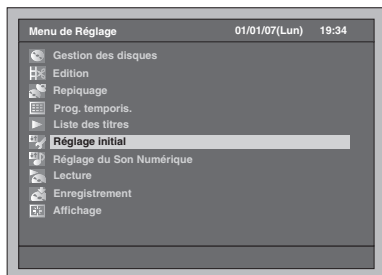 Menu de Réglage 01/01/07(Lun) 19:34
Gestion des disques
Edition
Repiquage
Prog. temporis.
Liste des titres
Réglage initial
Réglage du Son Numérique
Lecture
Enregistrement
Affichage